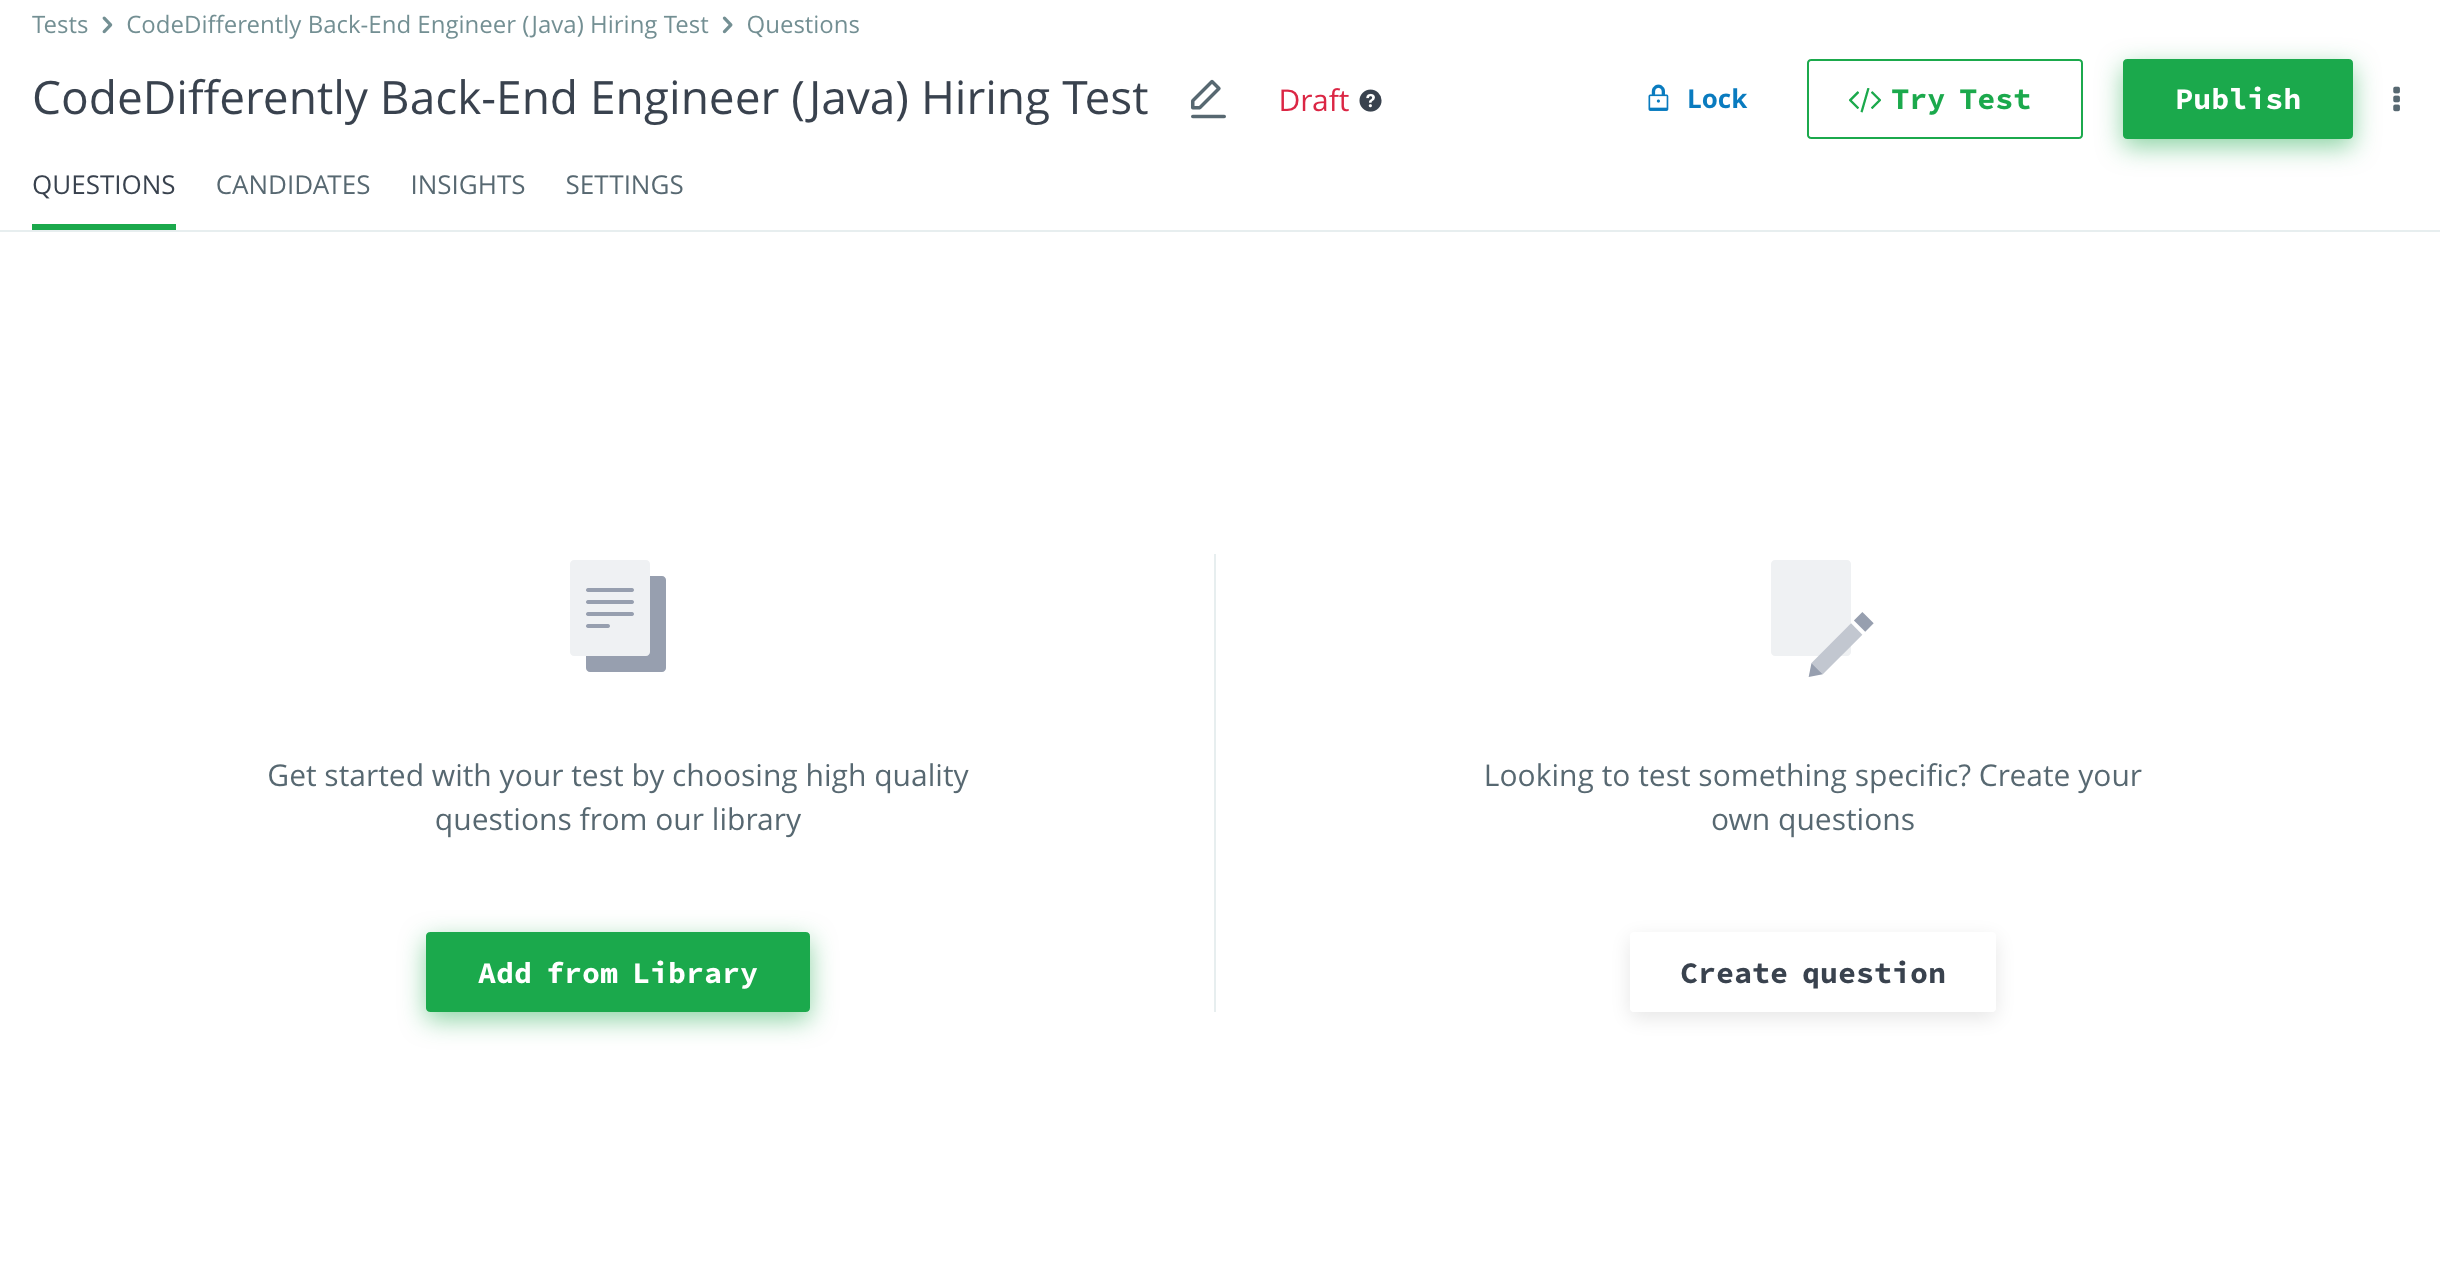 Tests > CodeDifferently Back-End Engineer (Java) Hiring Test > Questions
CodeDifferently Back-End Engineer (Java) Hiring Test
Draft ?
Lock
</> Try Test
Publish
QUESTIONS CANDIDATES INSIGHTS SETTINGS
Get started with your test by choosing high quality
questions from our library
Add from Library
Looking to test something specific? Create your
own questions
Create question